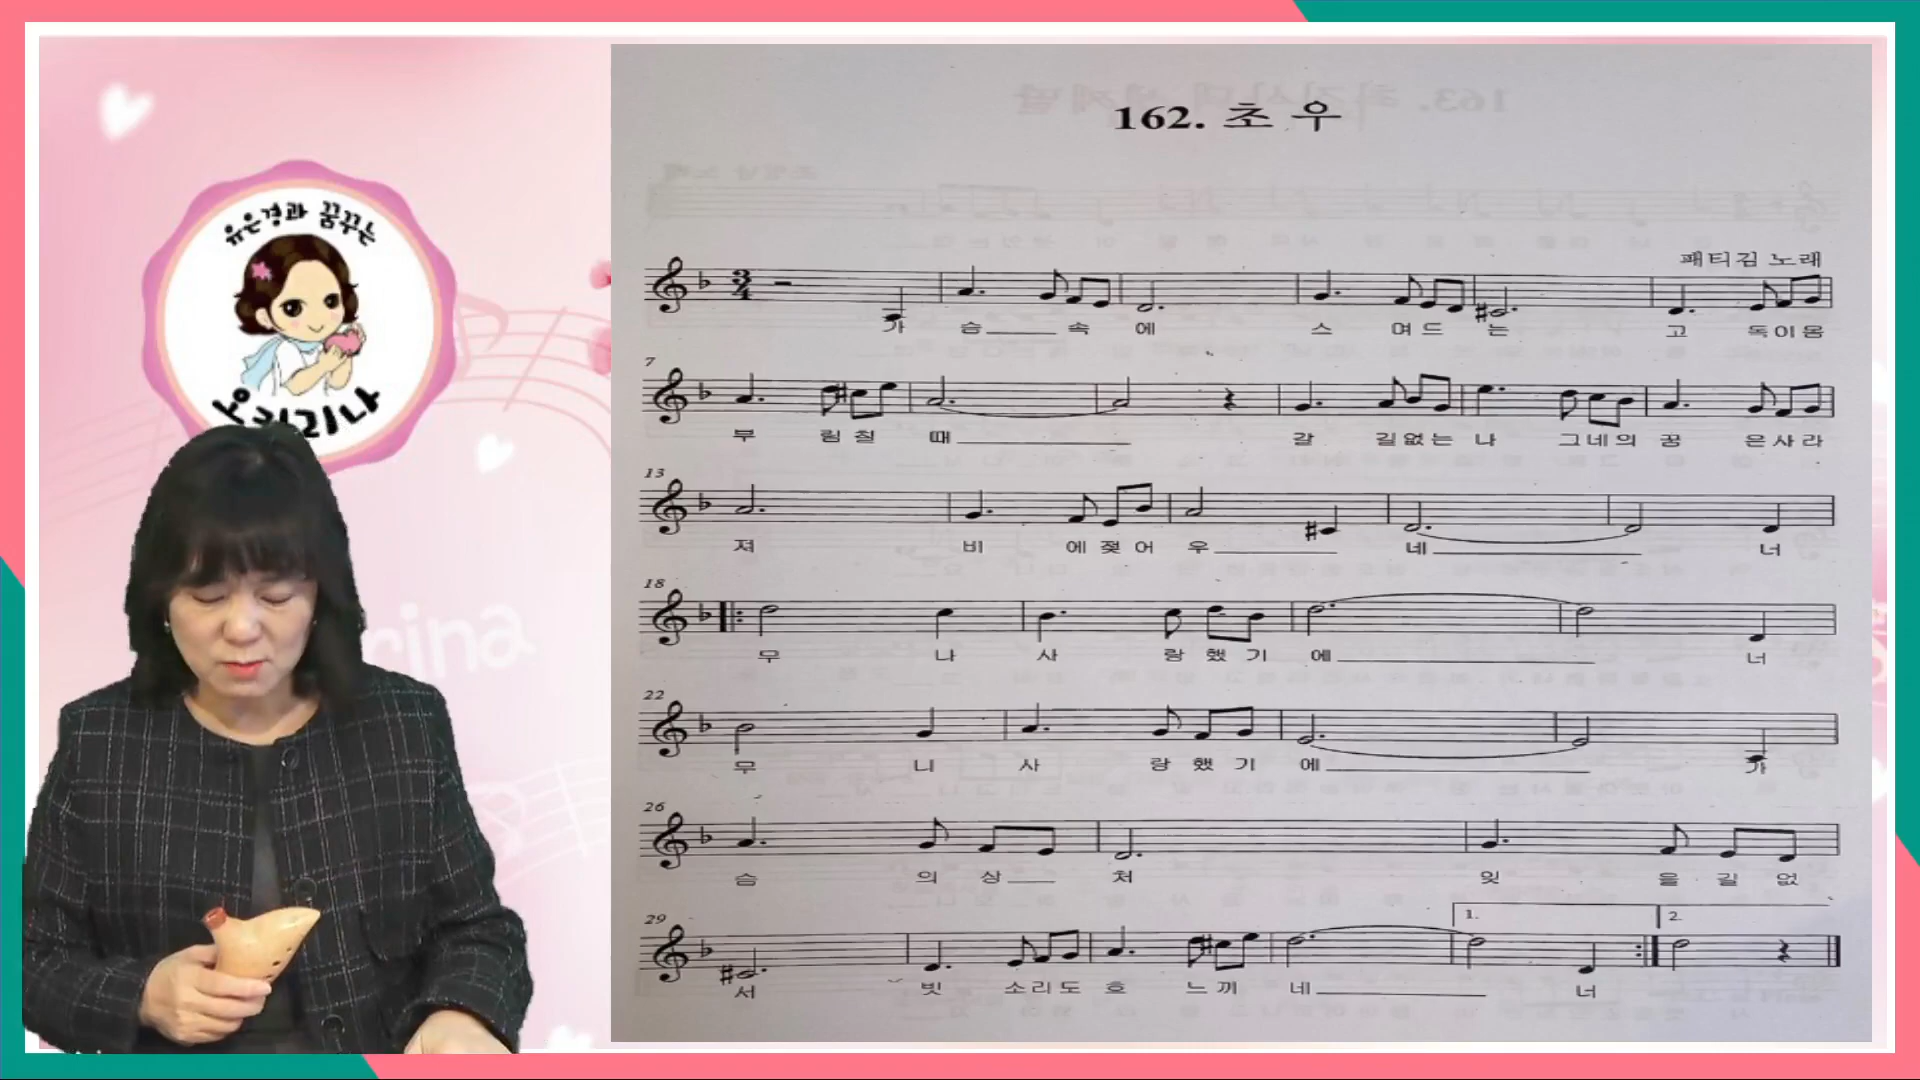 유은경과 꿈꾸는
오카리나
162. 초 우
패티김 노래
3
4
가 슴 속 에 스 며드 는 고 독이몸
7
부 림칠 때 갈 길없는 나 그네의 꿈 은사라
13
져 비 에젖어 우 네 너
18
무 나 사 랑했기 에 너
22
무 니 사 랑했기 에 가
26
슴 의 상 처 잊 을 길 없
29
1. 2.
서 빗 소리도 흐 느끼 네 너